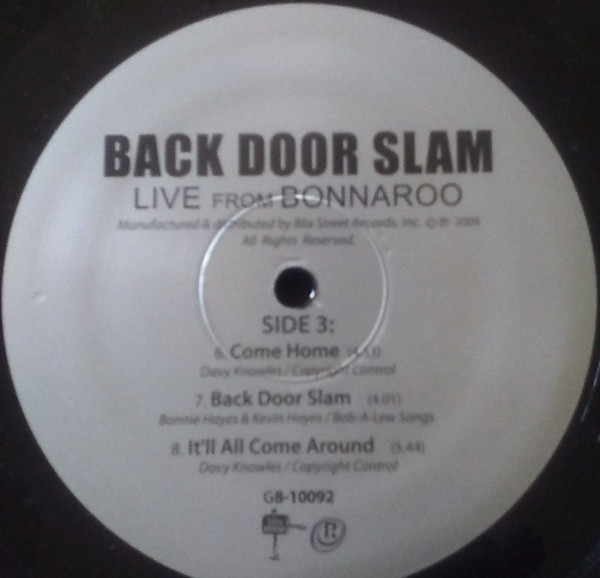 BACK DOOR SLAM
LIVE FROM BONNAROO
Manufactured & distributed by Blix Street Records, Inc. © ℗ 2009
All Rights Reserved
SIDE 3:
6. Come Home
Davy Knowles / Copyright Control
7. Back Door Slam (4.01)
Bonnie Hayes & Kevin Hayes / Bob-A-Lew Songs
8. It'll All Come Around (5.44)
Davy Knowles / Copyright Control
G8-10092